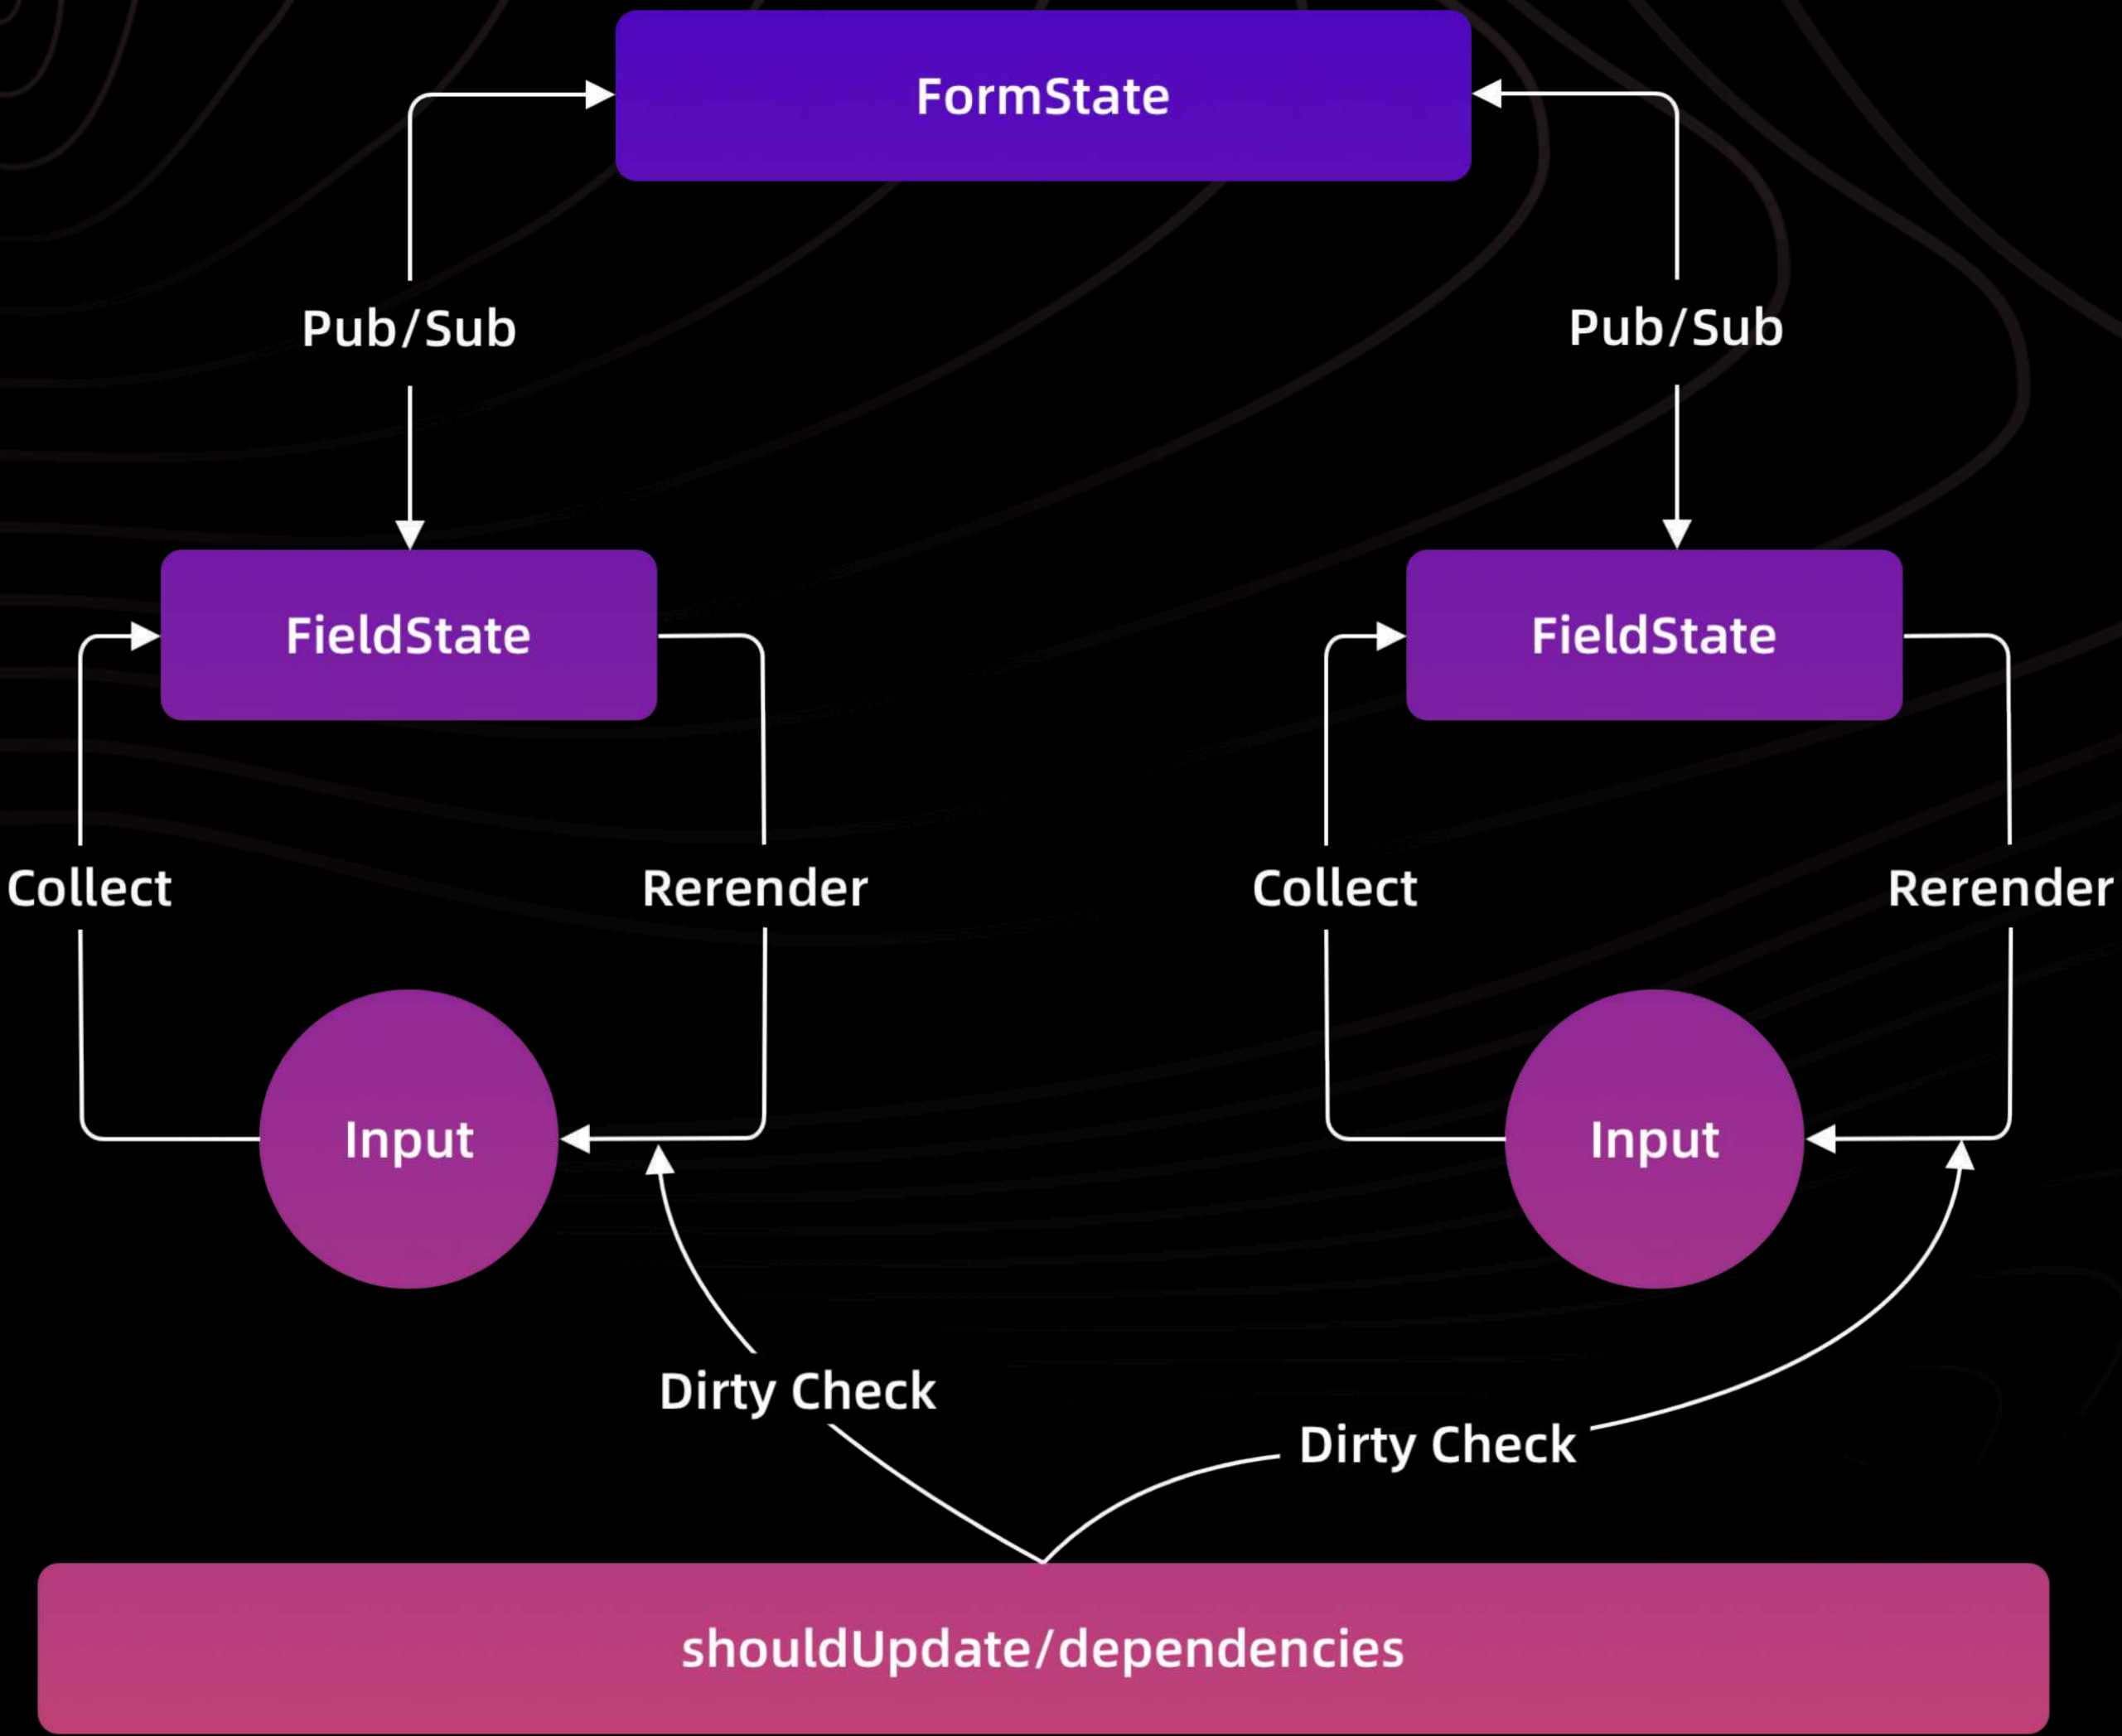 FormState
Pub/Sub
Pub/Sub
FieldState
FieldState
Collect
Rerender
Collect
Rerender
Input
Input
Dirty Check
Dirty Check
shouldUpdate/dependencies